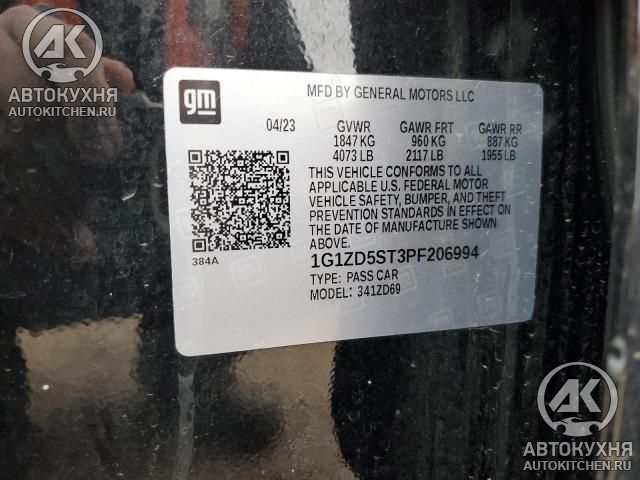 АК
АВТОКУХНЯ
AUTOKITCHEN.RU
gm
MFD BY GENERAL MOTORS LLC
04/23 GVWR GAWR FRT GAWR RR
1847 KG 960 KG 887 KG
4073 LB 2117 LB 1955 LB
THIS VEHICLE CONFORMS TO ALL
APPLICABLE U.S. FEDERAL MOTOR
VEHICLE SAFETY, BUMPER, AND THEFT
PREVENTION STANDARDS IN EFFECT ON
DATE OF MANUFACTURE SHOWN
ABOVE.
384A
1G1ZD5ST3PF206994
TYPE: PASS CAR
MODEL: 341ZD69
АК
АВТОКУХНЯ
AUTOKITCHEN.RU